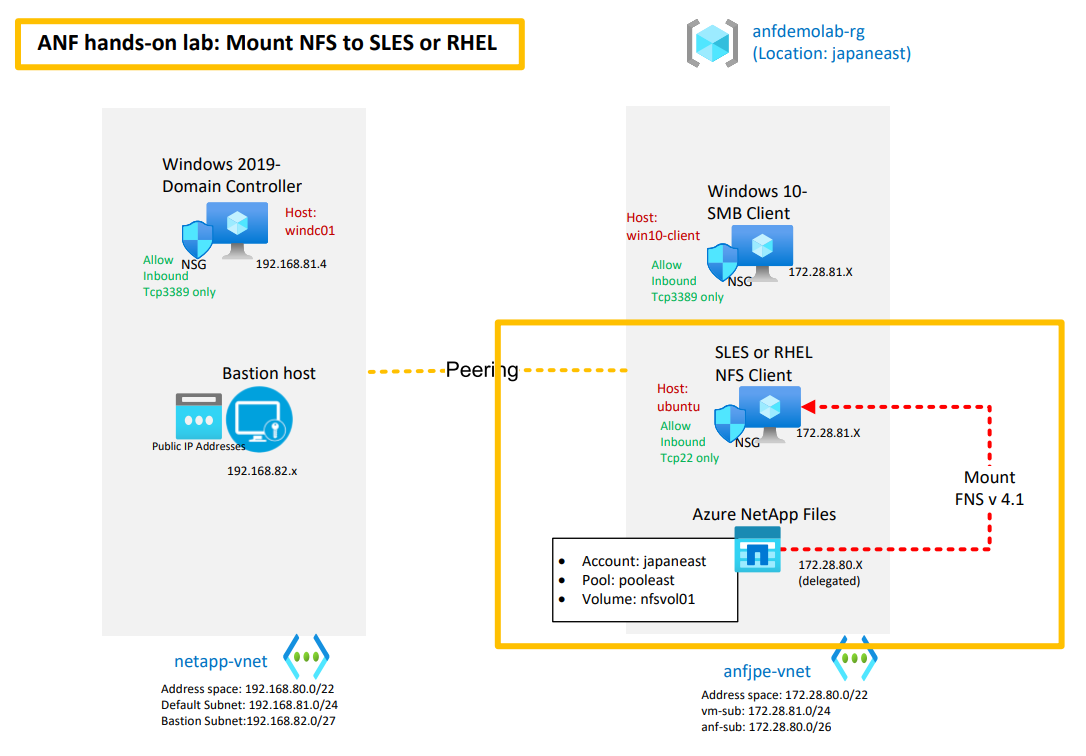 ANF hands-on lab: Mount NFS to SLES or RHEL
anfdemolab-rg
(Location: japaneast)
Windows 2019-
Domain Controller
Host:
windc01
NSG
192.168.81.4
Allow
Inbound
Tcp3389 only
Bastion host
Public IP Addresses
192.168.82.x
netapp-vnet
Address space: 192.168.80.0/22
Default Subnet: 192.168.81.0/24
Bastion Subnet:192.168.82.0/27
Peering
Windows 10-
SMB Client
Host:
win10-client
NSG
172.28.81.X
Allow
Inbound
Tcp3389 only
SLES or RHEL
NFS Client
Host:
ubuntu
NSG
172.28.81.X
Allow
Inbound
Tcp22 only
Mount
FNS v 4.1
Azure NetApp Files
172.28.80.X
(delegated)
• Account: japaneast
• Pool: pooleast
• Volume: nfsvol01
anfjpe-vnet
Address space: 172.28.80.0/22
vm-sub: 172.28.81.0/24
anf-sub: 172.28.80.0/26